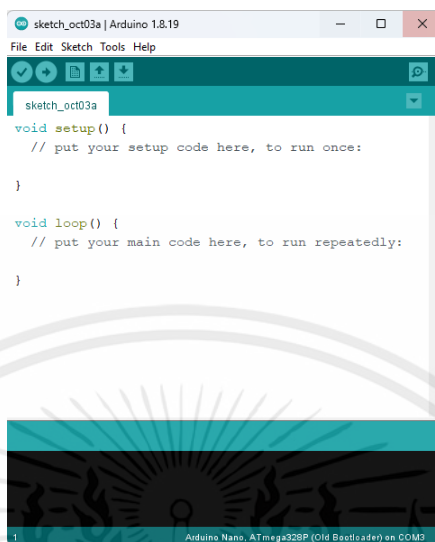 sketch_oct03a | Arduino 1.8.19
File Edit Sketch Tools Help
sketch_oct03a
void setup() {
  // put your setup code here, to run once:
}
void loop() {
  // put your main code here, to run repeatedly:
}
1 Arduino Nano, ATmega328P (Old Bootloader) on COM3